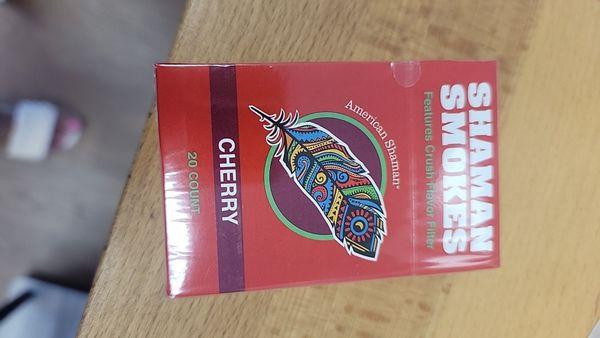 SHAMAN
SMOKES
Features Crush Flavor Filter
American Shaman
CHERRY
20 COUNT